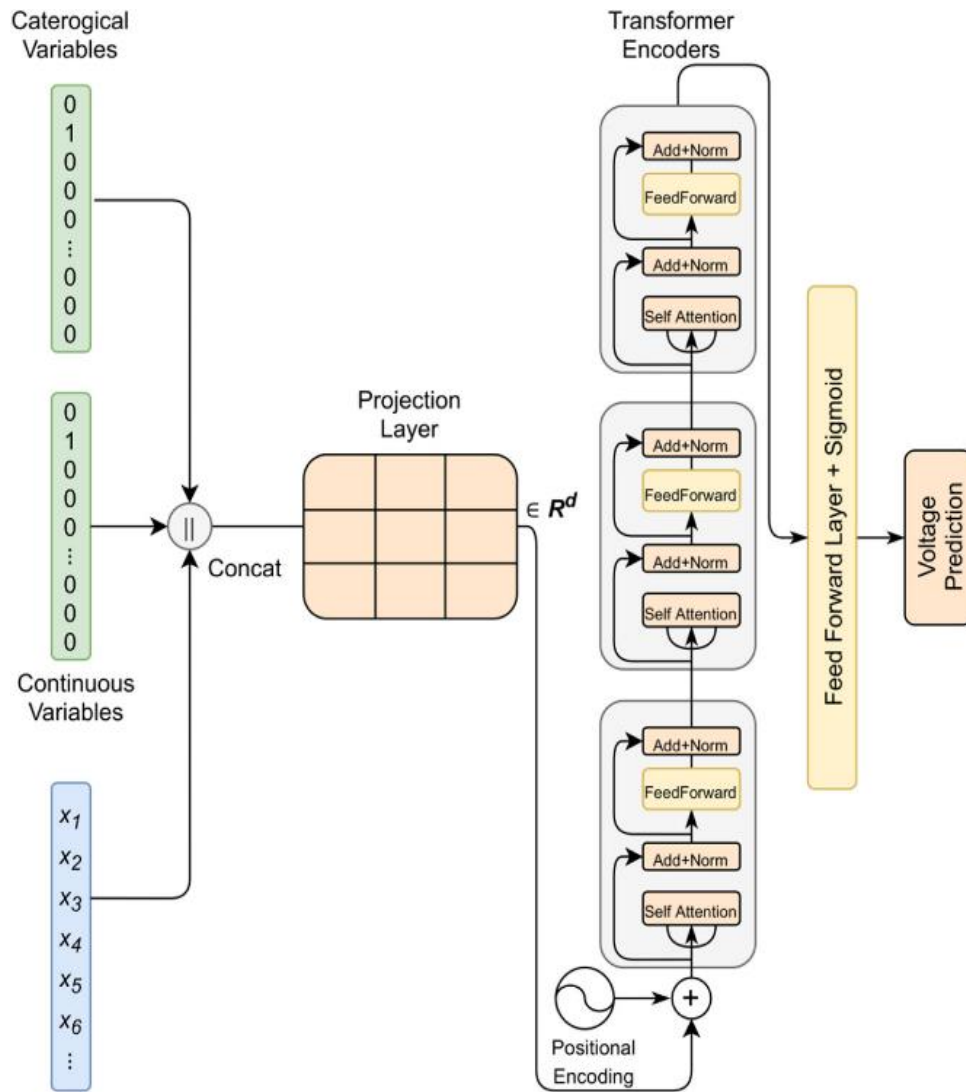 Caterogical
Variables
0
1
0
0
0
⋮
0
0
0
0
1
0
0
0
⋮
0
0
0
Continuous
Variables
x1
x2
x3
x4
x5
x6
⋮
||
Concat
Projection
Layer
∈ R^d
Transformer
Encoders
Add+Norm
FeedForward
Add+Norm
Self Attention
Add+Norm
FeedForward
Add+Norm
Self Attention
Add+Norm
FeedForward
Add+Norm
Self Attention
+
Positional
Encoding
Feed Forward Layer + Sigmoid
Voltage
Prediction